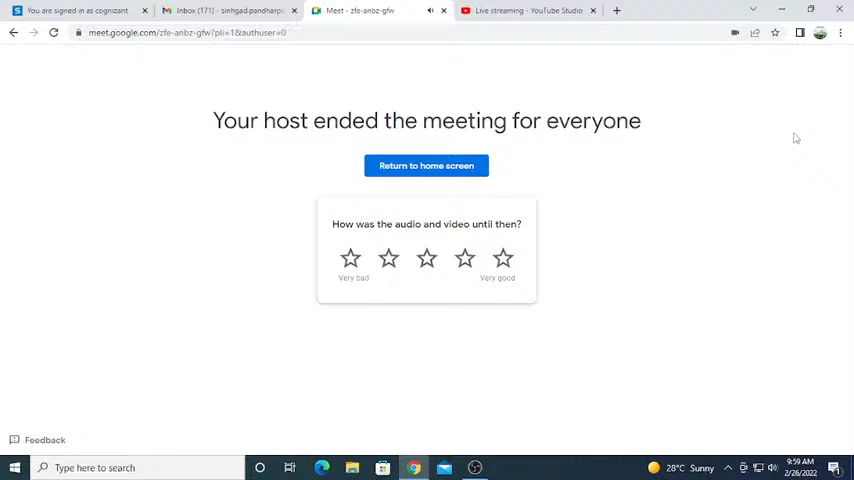 You are signed in as cognizant
Inbox (171) - sinhgad.pandharpu
Meet - zfe-anbz-gfw
Live streaming - YouTube Studio
meet.google.com/zfe-anbz-gfw?pli=1&authuser=0
Your host ended the meeting for everyone
Return to home screen
How was the audio and video until then?
Very bad
Very good
Feedback
Type here to search
28°C Sunny
9:59 AM
2/26/2022
1